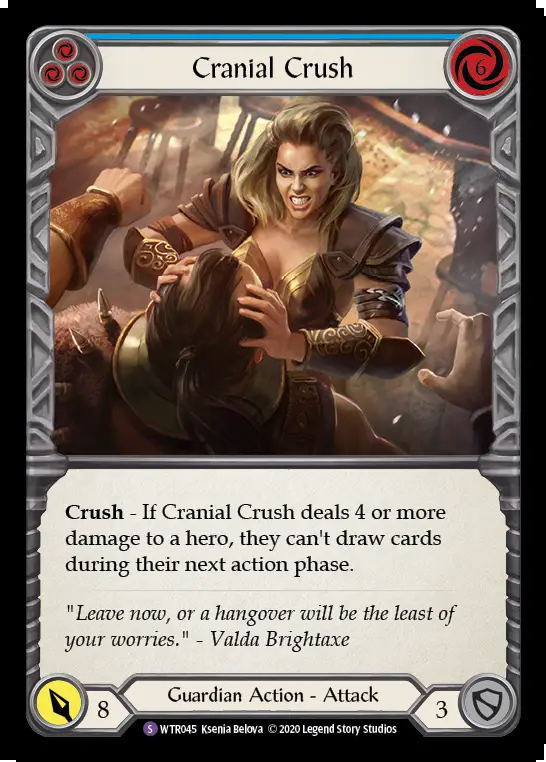 Cranial Crush
6
Crush - If Cranial Crush deals 4 or more
damage to a hero, they can't draw cards
during their next action phase.
"Leave now, or a hangover will be the least of
your worries." - Valda Brightaxe
8
Guardian Action - Attack
3
S WTR045 Ksenia Belova © 2020 Legend Story Studios